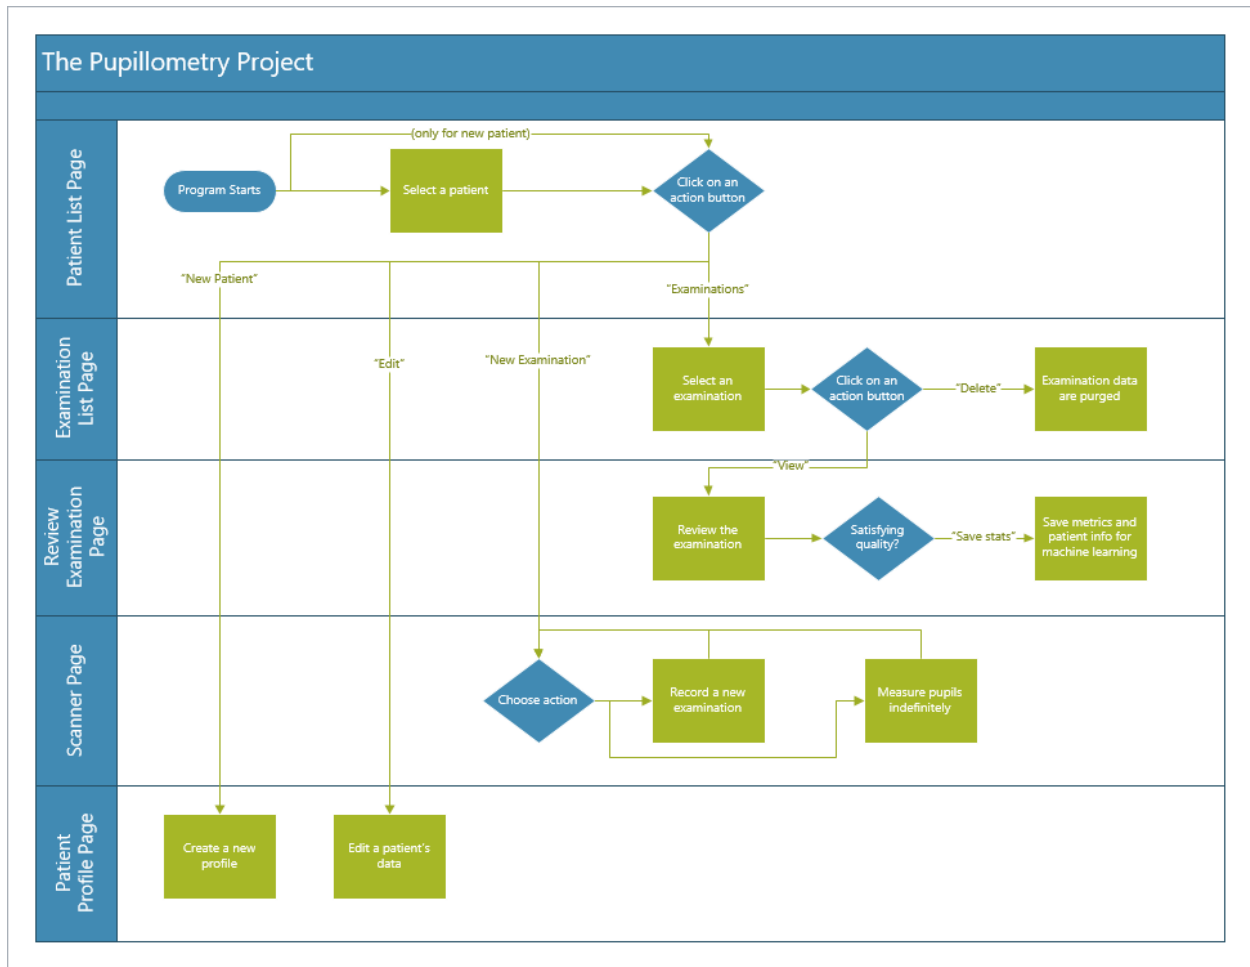 The Pupillometry Project
Patient List Page
(only for new patient)
Program Starts
Select a patient
Click on an
action button
"New Patient"
"Examinations"
Examination
List Page
"Edit"
"New Examination"
Select an
examination
Click on an
action button
"Delete"
Examination data
are purged
Review
Examination
Page
"View"
Review the
examination
Satisfying
quality?
"Save stats"
Save metrics and
patient info for
machine learning
Scanner Page
Choose action
Record a new
examination
Measure pupils
indefinitely
Patient
Profile Page
Create a new
profile
Edit a patient's
data